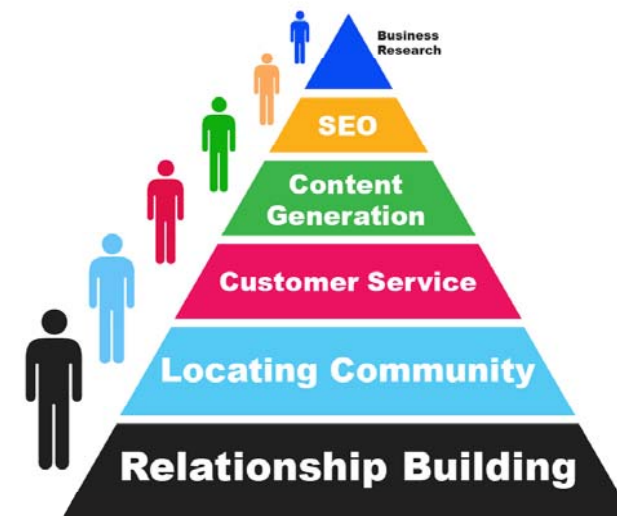 Business
Research
SEO
Content
Generation
Customer Service
Locating Community
Relationship Building